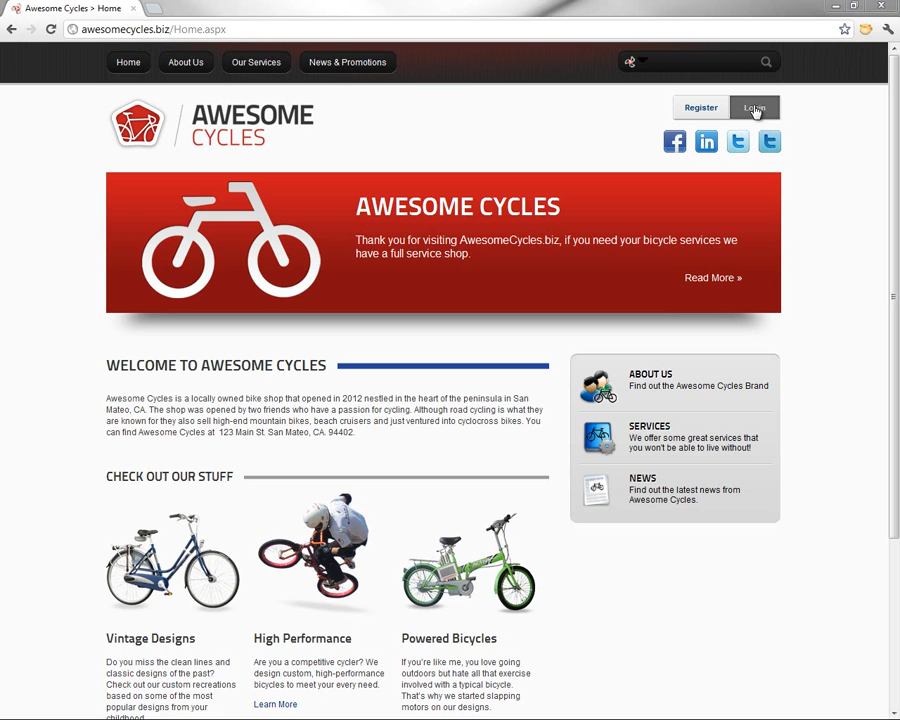 Awesome Cycles > Home
awesomecycles.biz/Home.aspx
Home
About Us
Our Services
News & Promotions
Register
Login
AWESOME
CYCLES
AWESOME CYCLES
Thank you for visiting AwesomeCycles.biz, if you need your bicycle services we
have a full service shop.
Read More »
WELCOME TO AWESOME CYCLES
Awesome Cycles is a locally owned bike shop that opened in 2012 nestled in the heart of the peninsula in San
Mateo, CA. The shop was opened by two friends who have a passion for cycling. Although road cycling is what they
are known for they also sell high-end mountain bikes, beach cruisers and just ventured into cyclocross bikes. You
can find Awesome Cycles at 123 Main St. San Mateo, CA. 94402.
ABOUT US
Find out the Awesome Cycles Brand
SERVICES
We offer some great services that
you won't be able to live without!
NEWS
Find out the latest news from
Awesome Cycles.
CHECK OUT OUR STUFF
Vintage Designs
Do you miss the clean lines and
classic designs of the past?
Check out our custom recreations
based on some of the most
popular designs from your
childhood.
High Performance
Are you a competitive cycler? We
design custom, high-performance
bicycles to meet your every need.
Learn More
Powered Bicycles
If you're like me, you love going
outdoors but hate all that exercise
involved with a typical bicycle.
That's why we started slapping
motors on our designs.